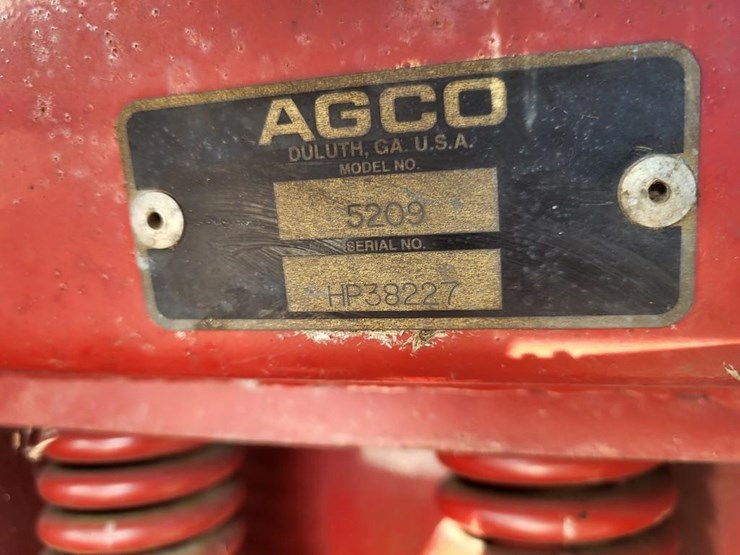 AGCO
DULUTH, GA. U.S.A.
MODEL NO.
5209
SERIAL NO.
HP38227